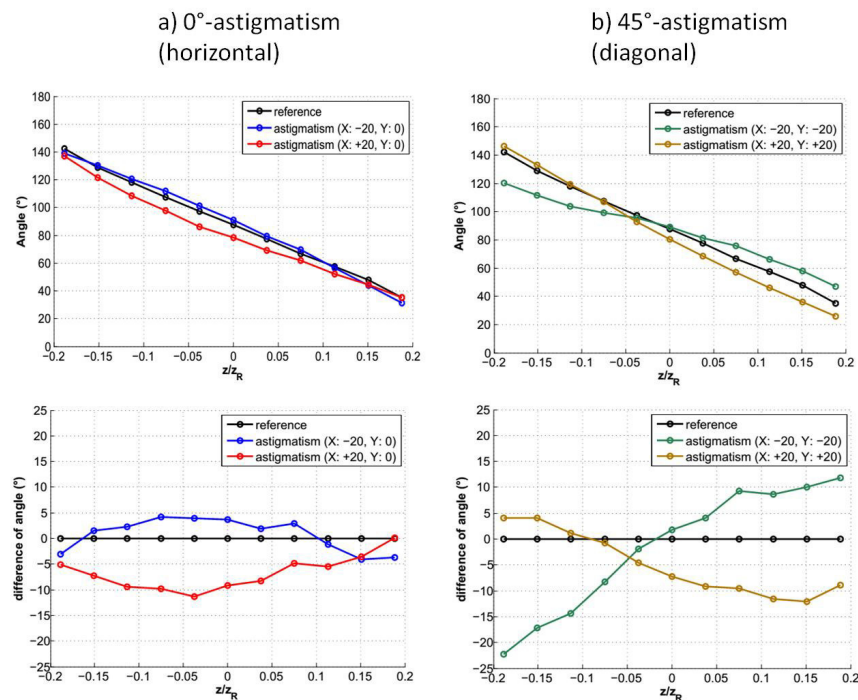 a) 0°-astigmatism
(horizontal)
b) 45°-astigmatism
(diagonal)
180
160
140
120
100
80
60
40
20
0
Angle (°)
reference
astigmatism (X: −20, Y: 0)
astigmatism (X: +20, Y: 0)
−0.2 −0.15 −0.1 −0.05 0 0.05 0.1 0.15 0.2
z/zR
180
160
140
120
100
80
60
40
20
0
Angle (°)
reference
astigmatism (X: −20, Y: −20)
astigmatism (X: +20, Y: +20)
−0.2 −0.15 −0.1 −0.05 0 0.05 0.1 0.15 0.2
z/zR
25
20
15
10
5
0
−5
−10
−15
−20
−25
difference of angle (°)
reference
astigmatism (X: −20, Y: 0)
astigmatism (X: +20, Y: 0)
−0.2 −0.15 −0.1 −0.05 0 0.05 0.1 0.15 0.2
z/zR
25
20
15
10
5
0
−5
−10
−15
−20
−25
difference of angle (°)
reference
astigmatism (X: −20, Y: −20)
astigmatism (X: +20, Y: +20)
−0.2 −0.15 −0.1 −0.05 0 0.05 0.1 0.15 0.2
z/zR